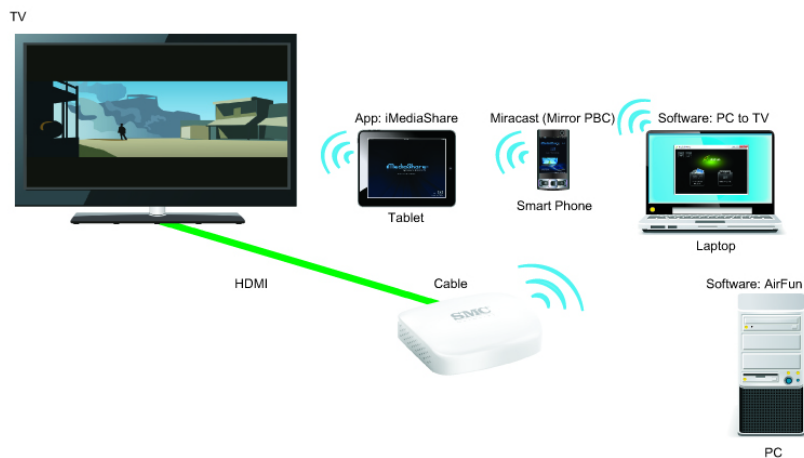 TV
App: iMediaShare
Miracast (Mirror PBC)
Software: PC to TV
iMediaShare
Tablet
Smart Phone
Laptop
HDMI
Cable
Software: AirFun
SMC
PC